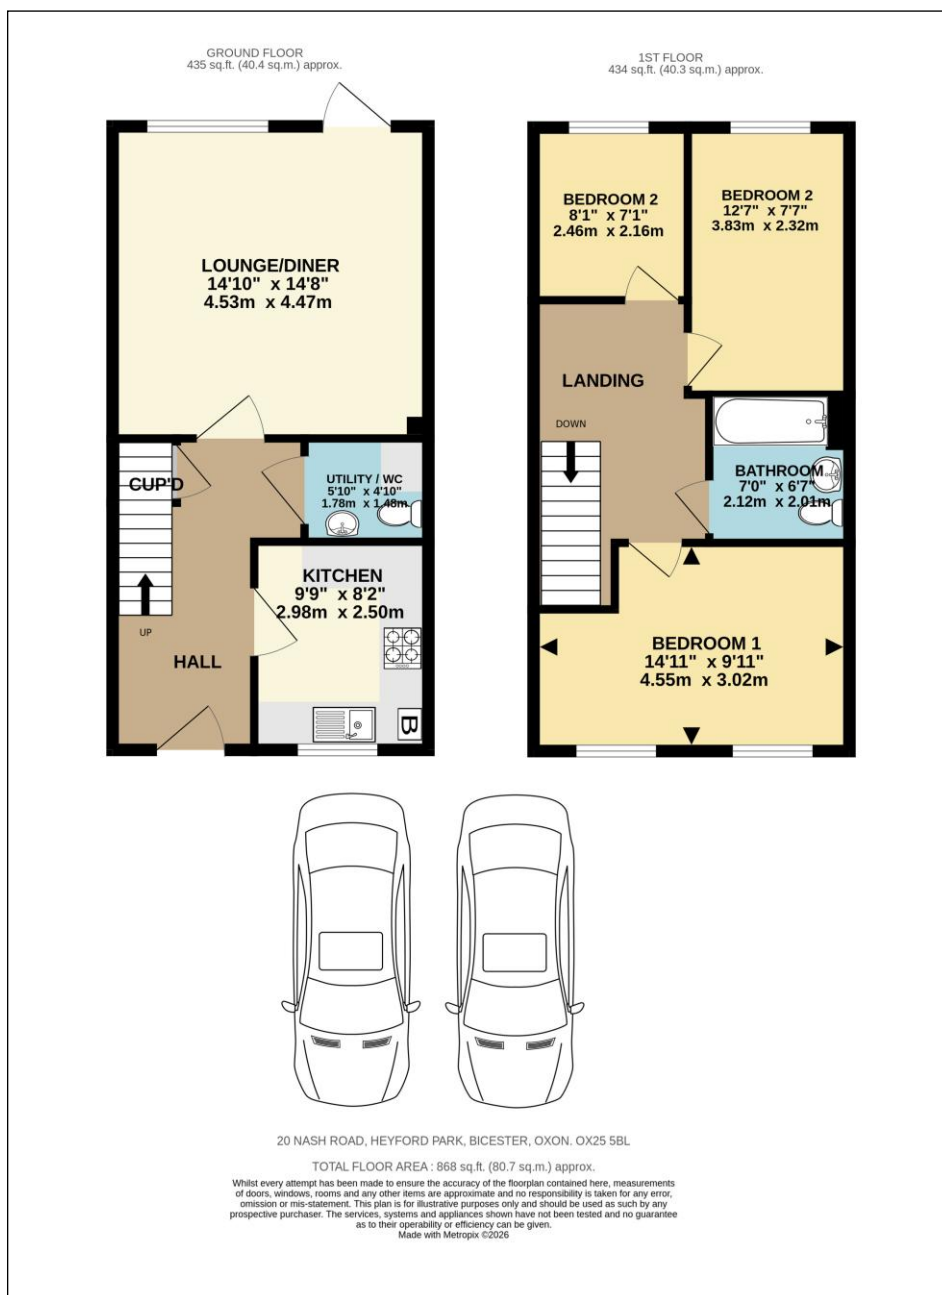 GROUND FLOOR
435 sq.ft. (40.4 sq.m.) approx.
LOUNGE/DINER
14'10" x 14'8"
4.53m x 4.47m
CUP'D
UTILITY / WC
5'10" x 4'10"
1.78m x 1.48m
KITCHEN
9'9" x 8'2"
2.98m x 2.50m
UP
HALL
B
1ST FLOOR
434 sq.ft. (40.3 sq.m.) approx.
BEDROOM 2
8'1" x 7'1"
2.46m x 2.16m
BEDROOM 2
12'7" x 7'7"
3.83m x 2.32m
LANDING
DOWN
BATHROOM
7'0" x 6'7"
2.12m x 2.01m
BEDROOM 1
14'11" x 9'11"
4.55m x 3.02m
20 NASH ROAD, HEYFORD PARK, BICESTER, OXON. OX25 5BL
TOTAL FLOOR AREA : 868 sq.ft. (80.7 sq.m.) approx.
Whilst every attempt has been made to ensure the accuracy of the floorplan contained here, measurements
of doors, windows, rooms and any other items are approximate and no responsibility is taken for any error,
omission or mis-statement. This plan is for illustrative purposes only and should be used as such by any
prospective purchaser. The services, systems and appliances shown have not been tested and no guarantee
as to their operability or efficiency can be given.
Made with Metropix ©2026